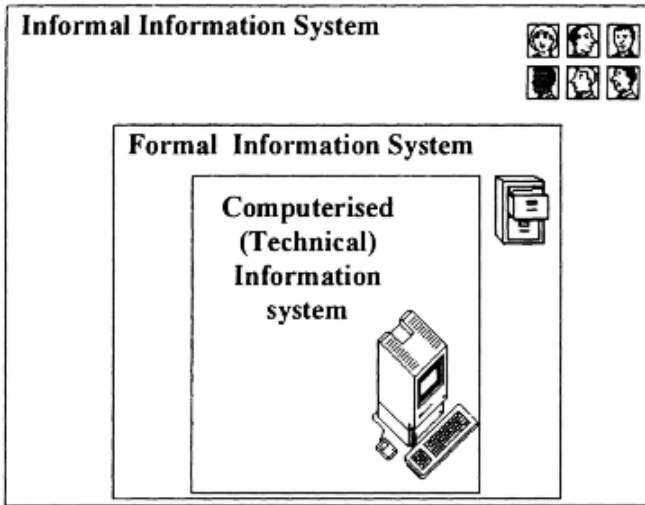 Informal Information System
Formal Information System
Computerised
(Technical)
Information
system